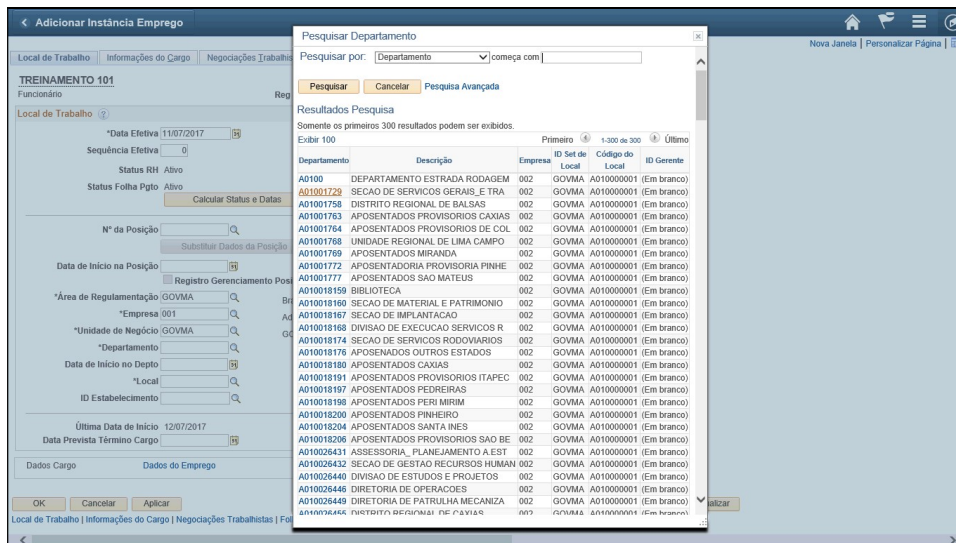 Adicionar Instância Emprego
Nova Janela | Personalizar Página |
Local de Trabalho | Informações do Cargo | Negociações Trabalhis
TREINAMENTO 101
Funcionário
Reg
Local de Trabalho
*Data Efetiva 11/07/2017
Sequência Efetiva 0
Status RH Ativo
Status Folha Pgto Ativo
Calcular Status e Datas
Nº da Posição
Substituir Dados da Posição
Data de Início na Posição
Registro Gerenciamento Posi
*Área de Regulamentação GOVMA
Bra
*Empresa 001
Ad
*Unidade de Negócio GOVMA
GO
*Departamento
Data de Início no Depto
*Local
ID Estabelecimento
Última Data de Início 12/07/2017
Data Prevista Término Cargo
Dados Cargo Dados do Emprego
OK Cancelar Aplicar
alizar
Local de Trabalho | Informações do Cargo | Negociações Trabalhistas | Fol
Pesquisar Departamento
Pesquisar por: Departamento começa com
Pesquisar Cancelar Pesquisa Avançada
Resultados Pesquisa
Somente os primeiros 300 resultados podem ser exibidos.
Exibir 100 Primeiro 1-300 de 300 Último
Departamento Descrição Empresa ID Set de Local Código do Local ID Gerente
A0100 DEPARTAMENTO ESTRADA RODAGEM 002 GOVMA A010000001 (Em branco)
A01001729 SECAO DE SERVICOS GERAIS_E TRA 002 GOVMA A010000001 (Em branco)
A01001758 DISTRITO REGIONAL DE BALSAS 002 GOVMA A010000001 (Em branco)
A01001763 APOSENTADOS PROVISORIOS CAXIAS 002 GOVMA A010000001 (Em branco)
A01001764 APOSENTADOS PROVISORIOS DE COL 002 GOVMA A010000001 (Em branco)
A01001768 UNIDADE REGIONAL DE LIMA CAMPO 002 GOVMA A010000001 (Em branco)
A01001769 APOSENTADOS MIRANDA 002 GOVMA A010000001 (Em branco)
A01001772 APOSENTADORIA PROVISORIA PINHE 002 GOVMA A010000001 (Em branco)
A01001777 APOSENTADOS SAO MATEUS 002 GOVMA A010000001 (Em branco)
A010018159 BIBLIOTECA 002 GOVMA A010000001 (Em branco)
A010018160 SECAO DE MATERIAL E PATRIMONIO 002 GOVMA A010000001 (Em branco)
A010018167 SECAO DE IMPLANTACAO 002 GOVMA A010000001 (Em branco)
A010018168 DIVISAO DE EXECUCAO SERVICOS R 002 GOVMA A010000001 (Em branco)
A010018174 SECAO DE SERVICOS RODOVIARIOS 002 GOVMA A010000001 (Em branco)
A010018176 APOSENADOS OUTROS ESTADOS 002 GOVMA A010000001 (Em branco)
A010018180 APOSENTADOS CAXIAS 002 GOVMA A010000001 (Em branco)
A010018191 APOSENTADOS PROVISORIOS ITAPEC 002 GOVMA A010000001 (Em branco)
A010018197 APOSENTADOS PEDREIRAS 002 GOVMA A010000001 (Em branco)
A010018198 APOSENTADOS PERI MIRIM 002 GOVMA A010000001 (Em branco)
A010018200 APOSENTADOS PINHEIRO 002 GOVMA A010000001 (Em branco)
A010018204 APOSENTADOS SANTA INES 002 GOVMA A010000001 (Em branco)
A010018206 APOSENTADOS PROVISORIOS SAO BE 002 GOVMA A010000001 (Em branco)
A010026431 ASSESSORIA_ PLANEJAMENTO A.EST 002 GOVMA A010000001 (Em branco)
A010026432 SECAO DE GESTAO RECURSOS HUMAN 002 GOVMA A010000001 (Em branco)
A010026440 DIVISAO DE ESTUDOS E PROJETOS 002 GOVMA A010000001 (Em branco)
A010026446 DIRETORIA DE OPERACOES 002 GOVMA A010000001 (Em branco)
A010026449 DIRETORIA DE PATRULHA MECANIZA 002 GOVMA A010000001 (Em branco)
A010026455 DISTRITO REGIONAL DE CAXIAS 002 GOVMA A010000001 (Em branco)